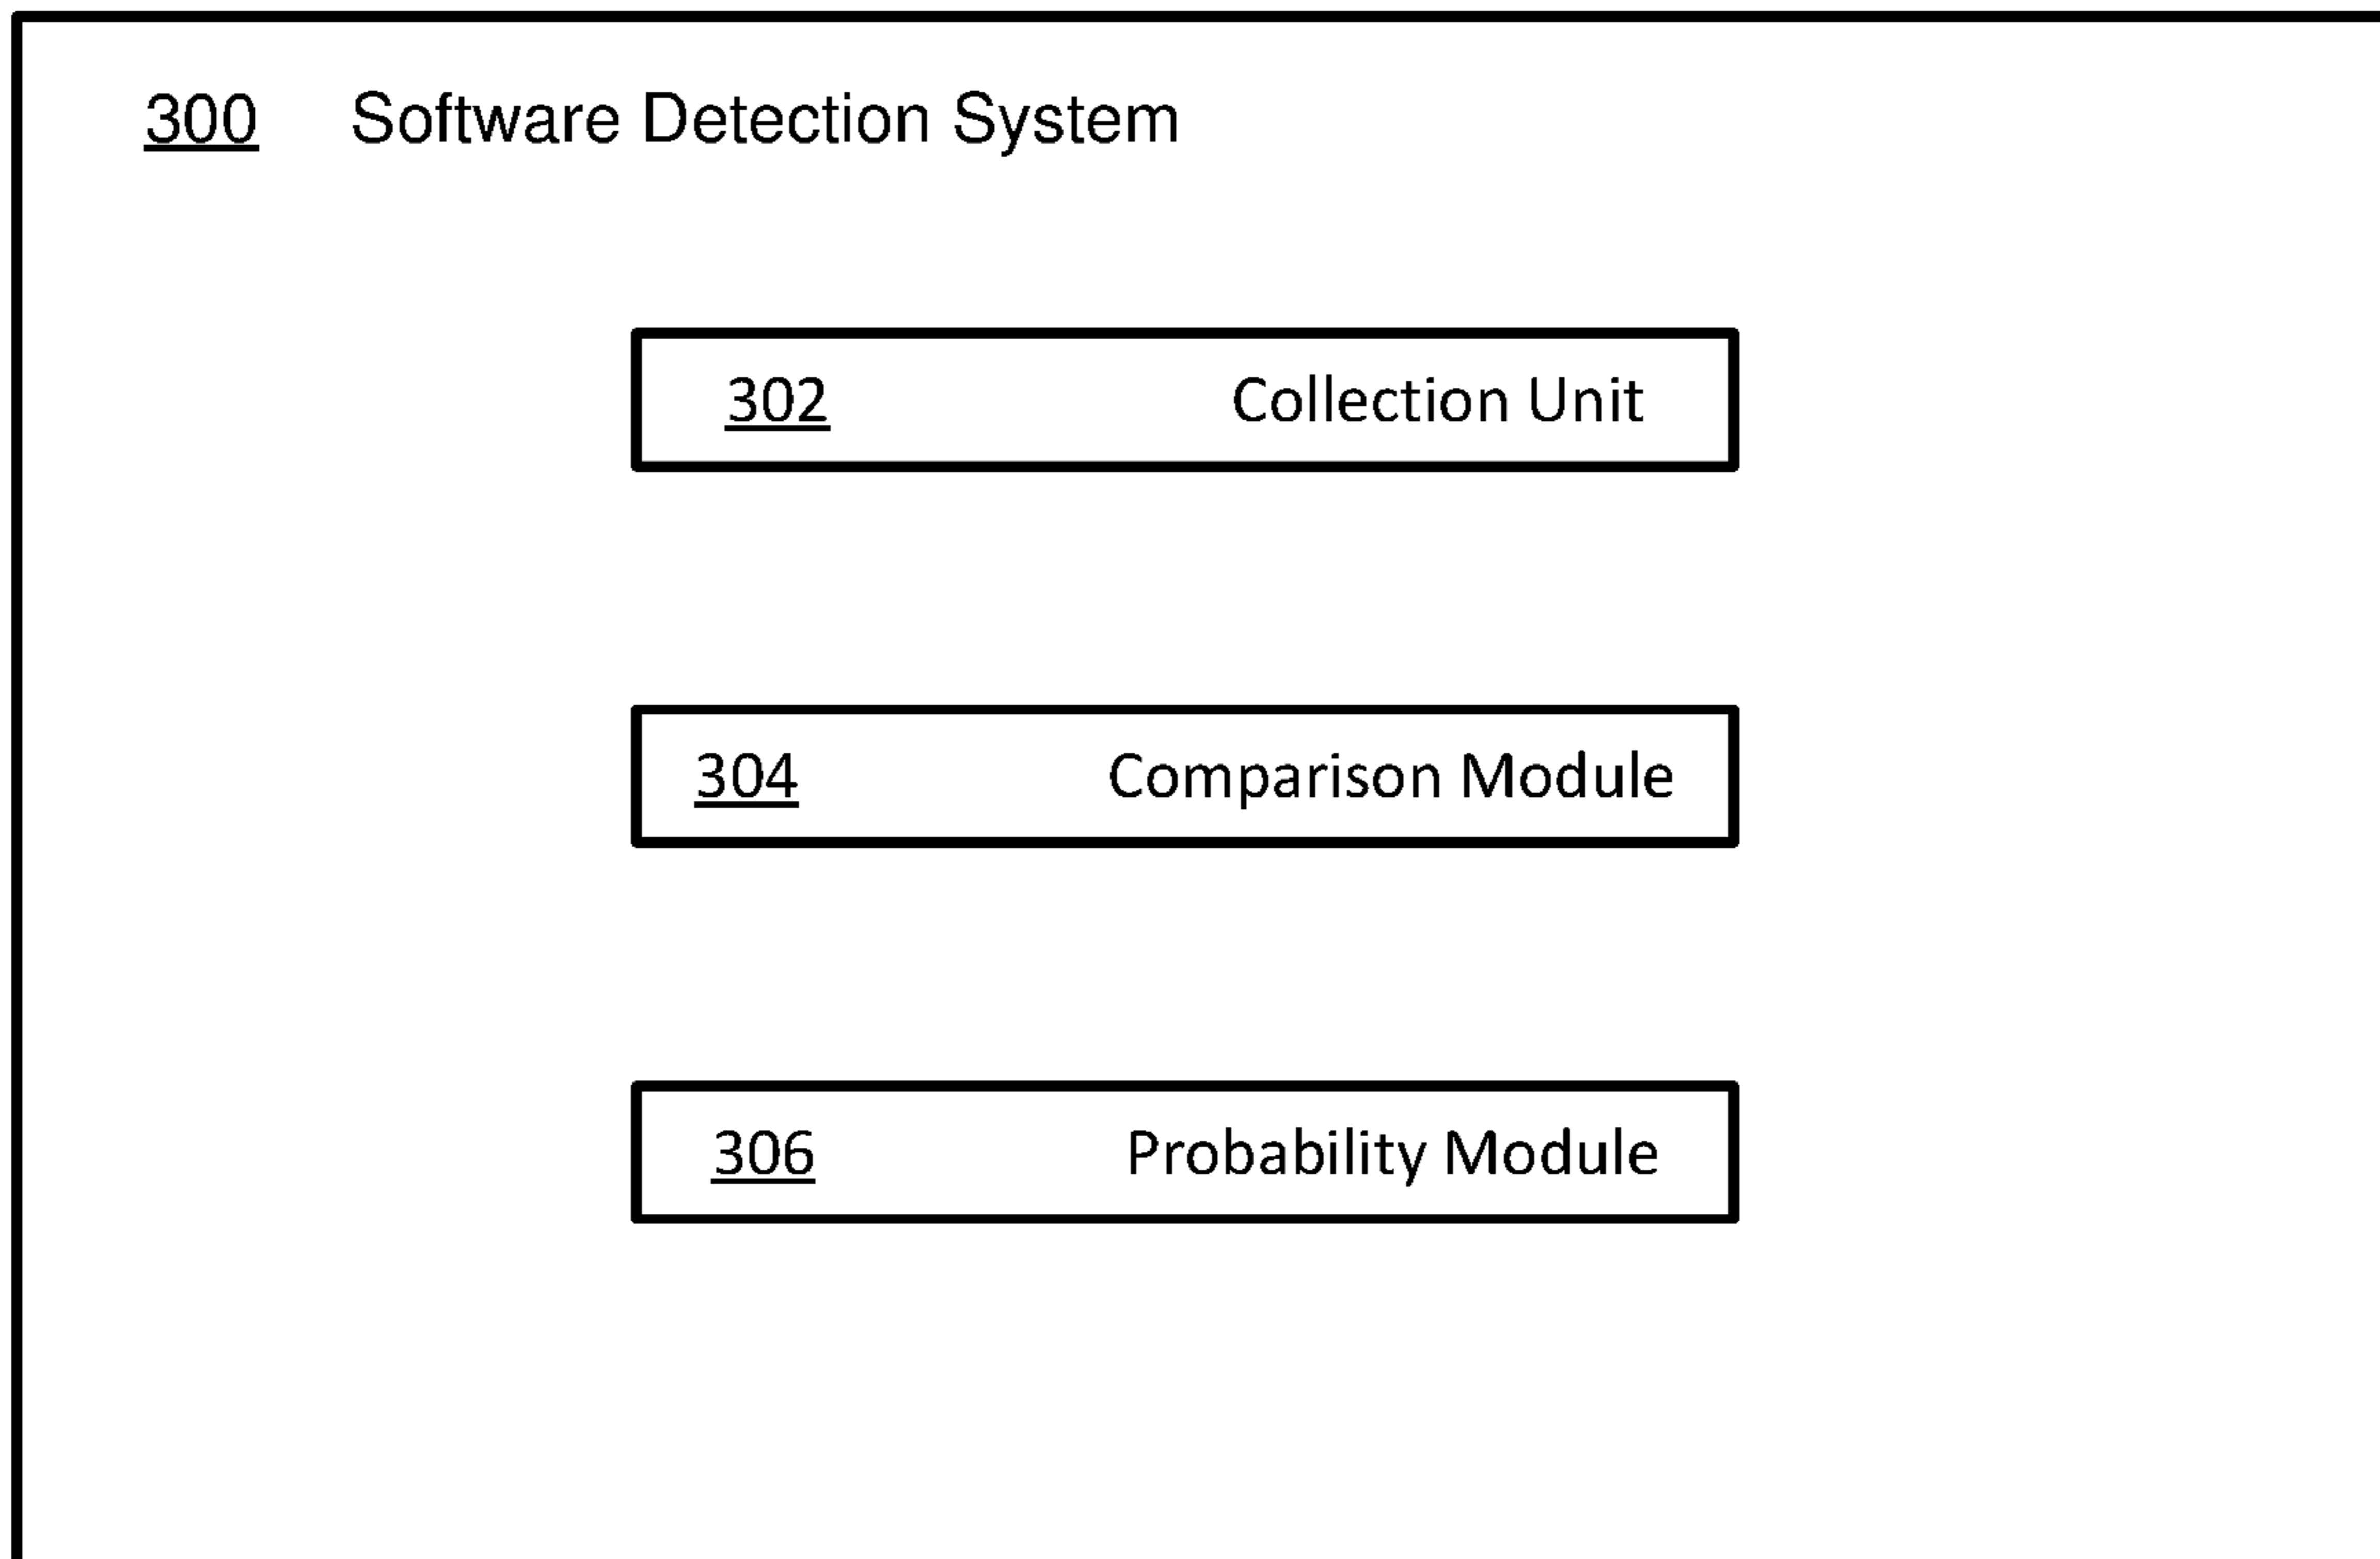 300 Software Detection System
302 Collection Unit
304 Comparison Module
306 Probability Module